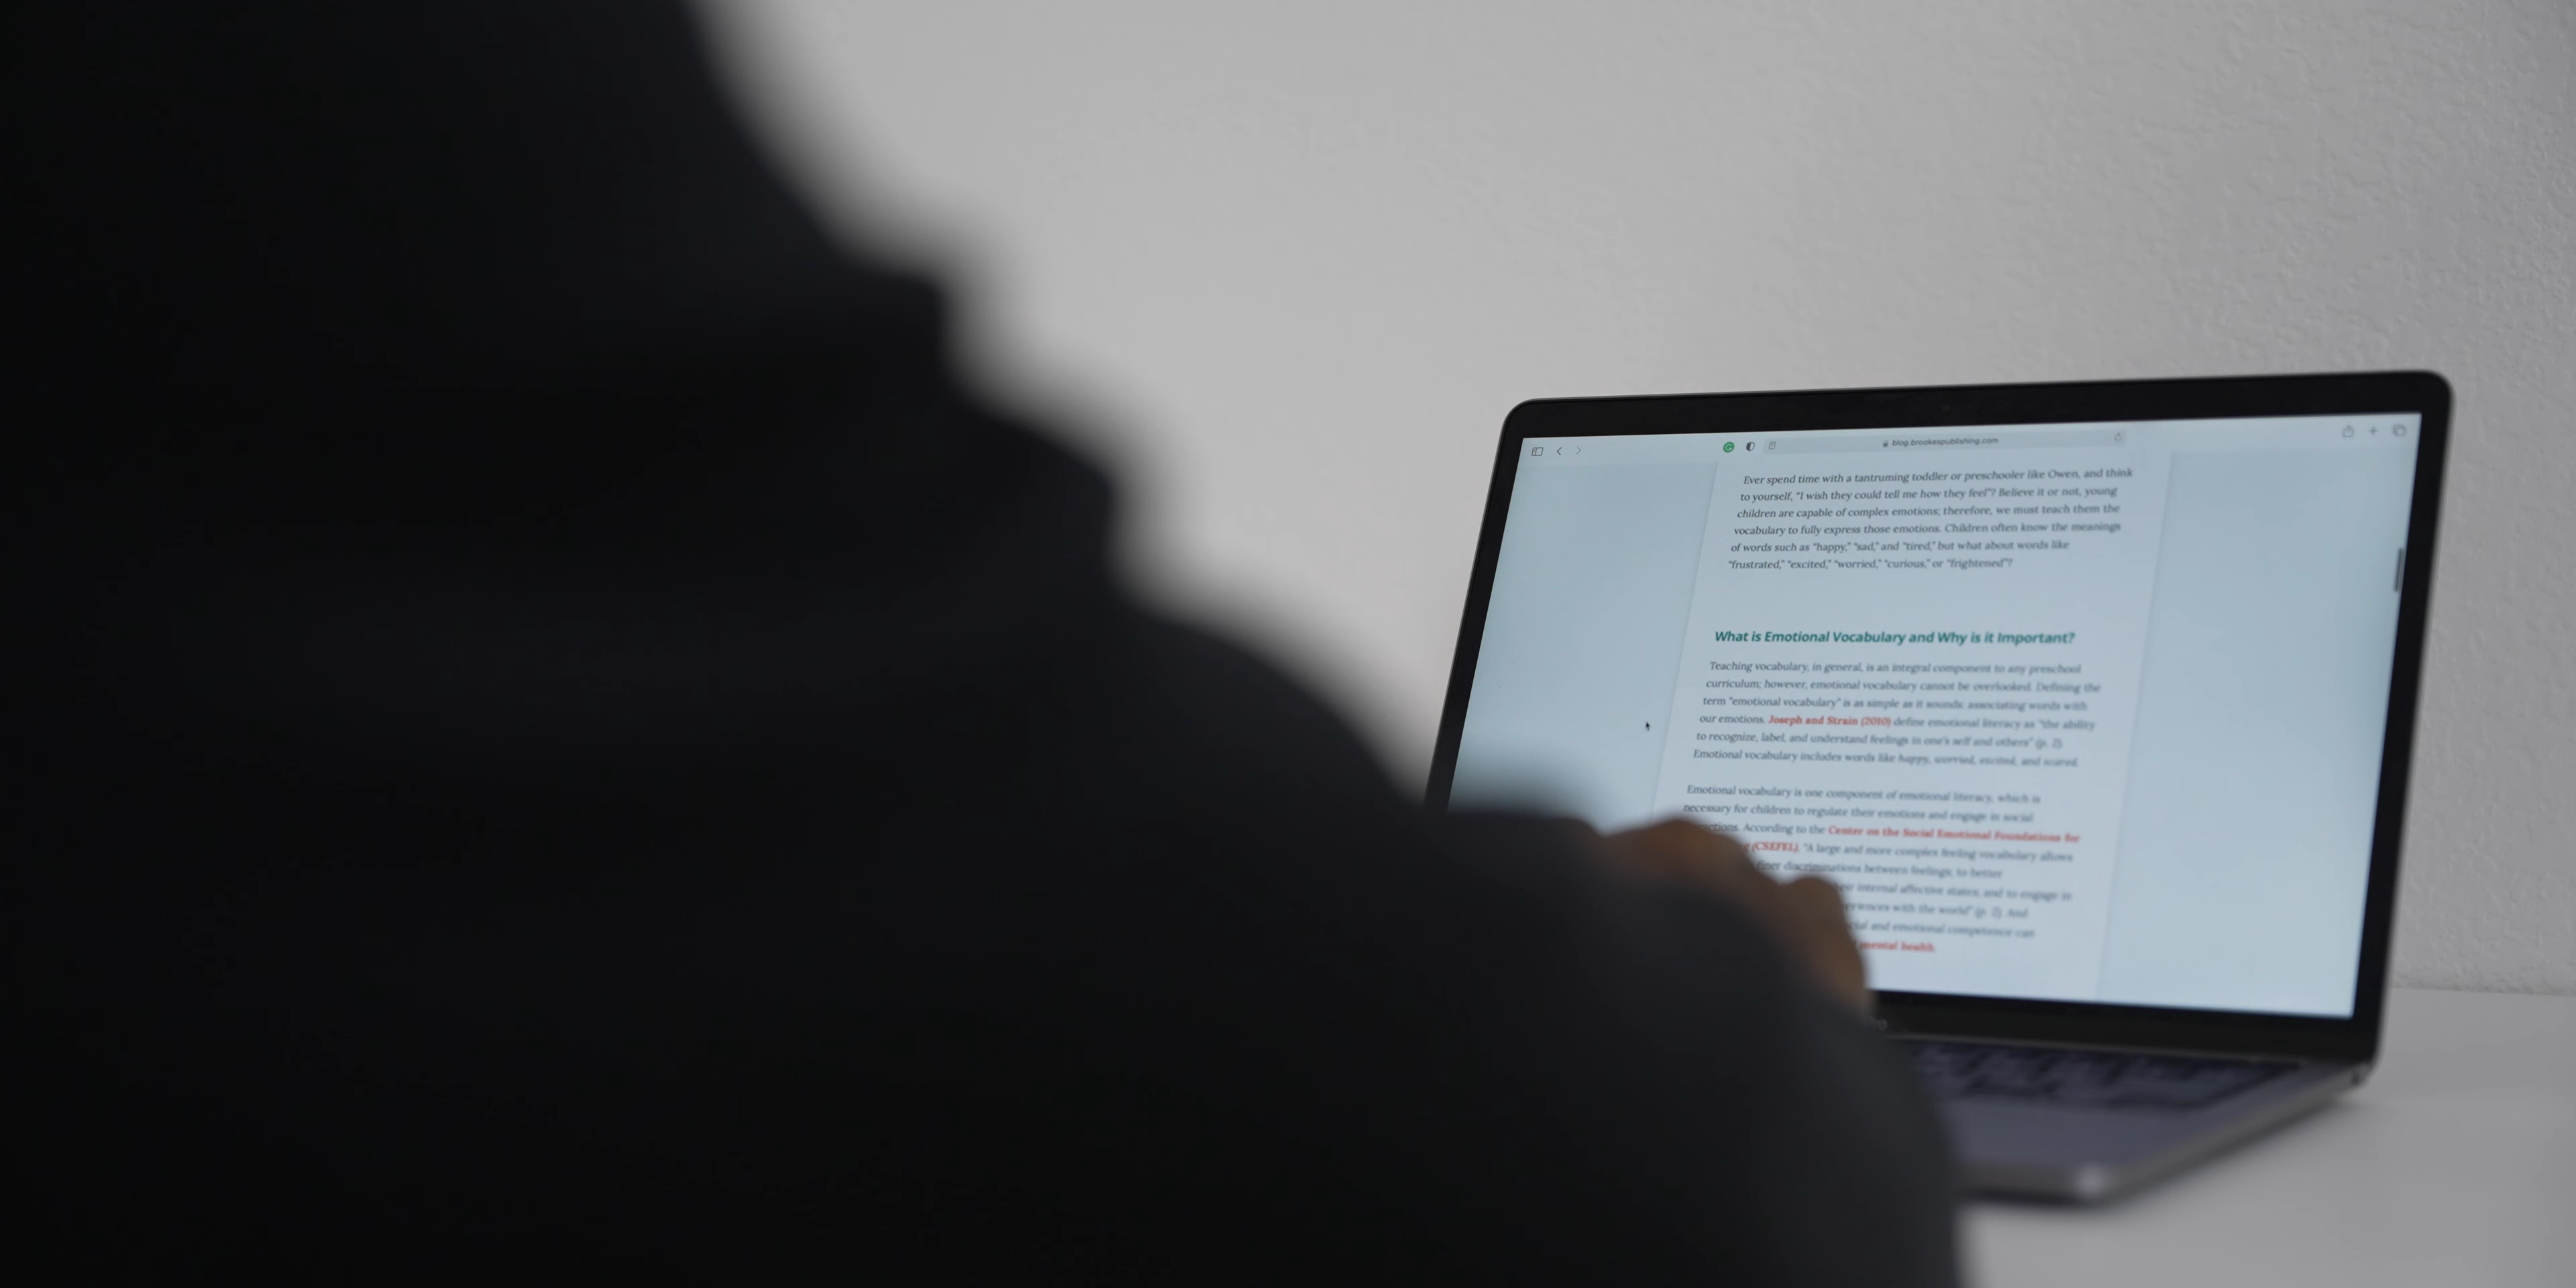 blog.brookespublishing.com
Ever spend time with a tantruming toddler or preschooler like Owen, and think
to yourself, “I wish they could tell me how they feel”? Believe it or not, young
children are capable of complex emotions; therefore, we must teach them the
vocabulary to fully express those emotions. Children often know the meanings
of words such as “happy,” “sad,” and “tired,” but what about words like
“frustrated,” “excited,” “worried,” “curious,” or “frightened”?
What is Emotional Vocabulary and Why is it Important?
Teaching vocabulary, in general, is an integral component to any preschool
curriculum; however, emotional vocabulary cannot be overlooked. Defining the
term “emotional vocabulary” is as simple as it sounds: associating words with
our emotions. Joseph and Strain (2010) define emotional literacy as “the ability
to recognize, label, and understand feelings in one’s self and others” (p. 2).
Emotional vocabulary includes words like happy, worried, excited, and scared.
Emotional vocabulary is one component of emotional literacy, which is
necessary for children to regulate their emotions and engage in social
According to the Center on the Social Emotional Foundations for
(CSEFEL), “A large and more complex feeling vocabulary allows
finer discriminations between feelings; to better
internal affective states; and to engage in
with the world” (p. 2). And
and emotional competence can
mental health.